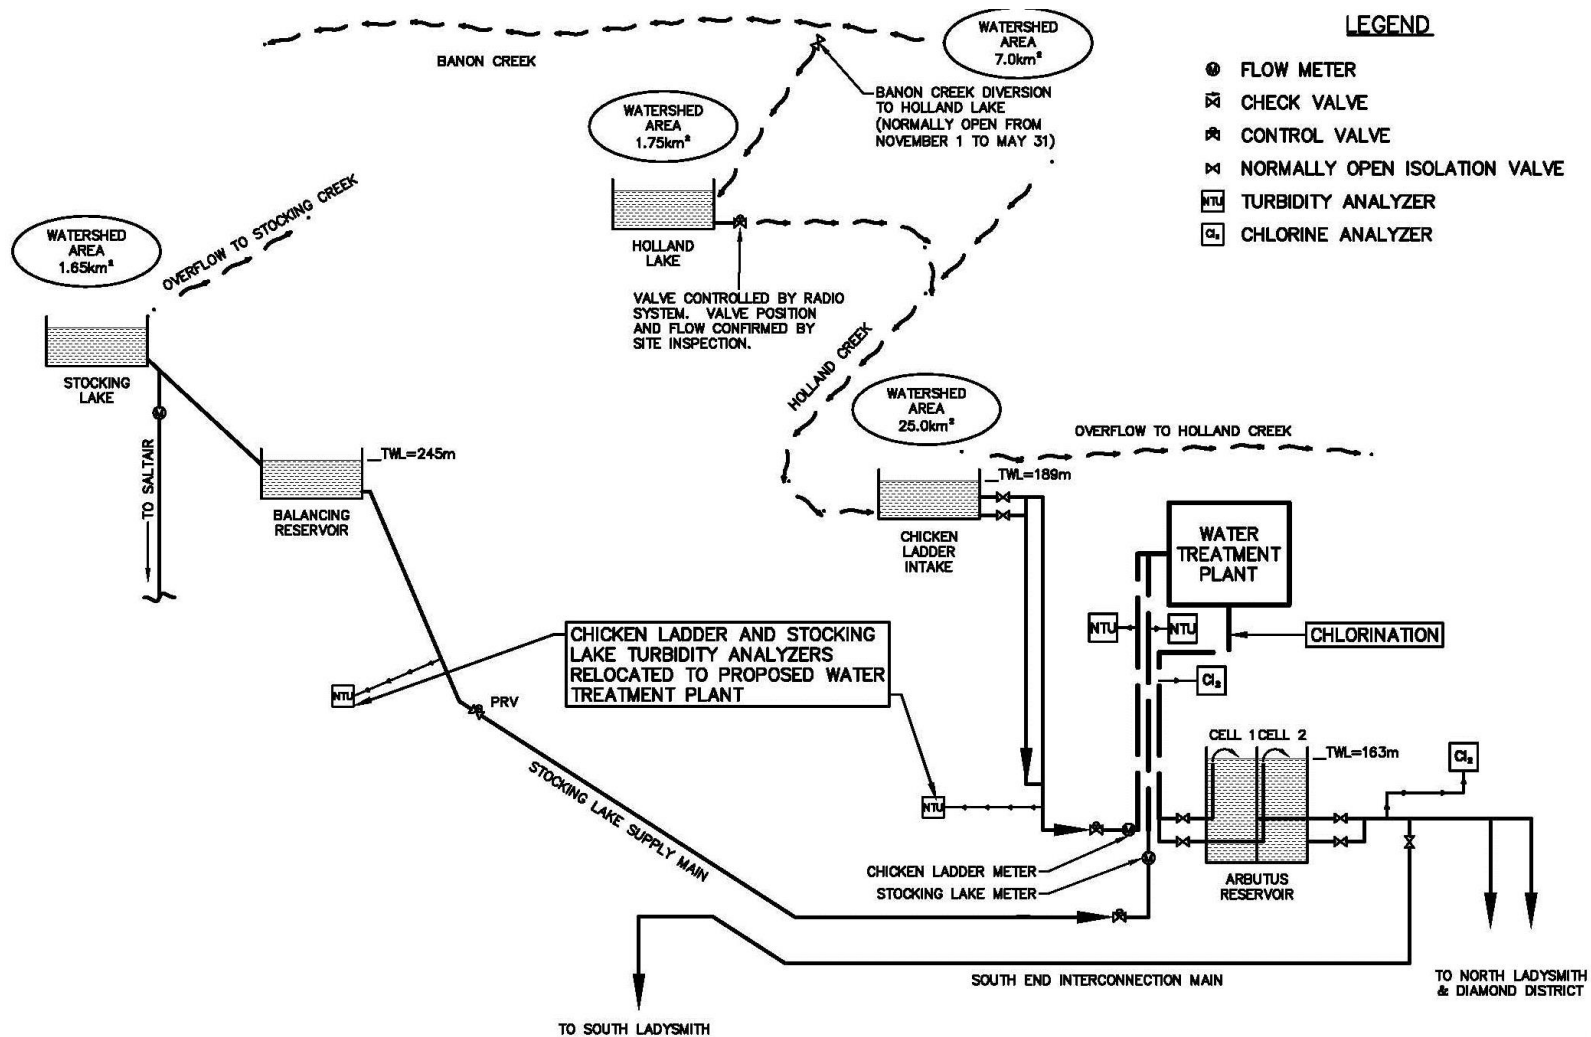 LEGEND
FLOW METER
CHECK VALVE
CONTROL VALVE
NORMALLY OPEN ISOLATION VALVE
NTU TURBIDITY ANALYZER
Cl₂ CHLORINE ANALYZER
WATERSHED
AREA
7.0km²
BANON CREEK
BANON CREEK DIVERSION
TO HOLLAND LAKE
(NORMALLY OPEN FROM
NOVEMBER 1 TO MAY 31)
WATERSHED
AREA
1.75km²
HOLLAND
LAKE
VALVE CONTROLLED BY RADIO
SYSTEM. VALVE POSITION
AND FLOW CONFIRMED BY
SITE INSPECTION.
OVERFLOW TO STOCKING CREEK
WATERSHED
AREA
1.65km²
STOCKING
LAKE
M
TO SALTAIR
TWL=245m
BALANCING
RESERVOIR
HOLLAND CREEK
WATERSHED
AREA
25.0km²
OVERFLOW TO HOLLAND CREEK
TWL=189m
CHICKEN
LADDER
INTAKE
WATER
TREATMENT
PLANT
NTU
NTU
CHLORINATION
Cl₂
CHICKEN LADDER AND STOCKING
LAKE TURBIDITY ANALYZERS
RELOCATED TO PROPOSED WATER
TREATMENT PLANT
NTU
PRV
STOCKING LAKE SUPPLY MAIN
NTU
CELL 1 CELL 2
TWL=163m
Cl₂
M
CHICKEN LADDER METER
M
STOCKING LAKE METER
ARBUTUS
RESERVOIR
SOUTH END INTERCONNECTION MAIN
TO NORTH LADYSMITH
& DIAMOND DISTRICT
TO SOUTH LADYSMITH